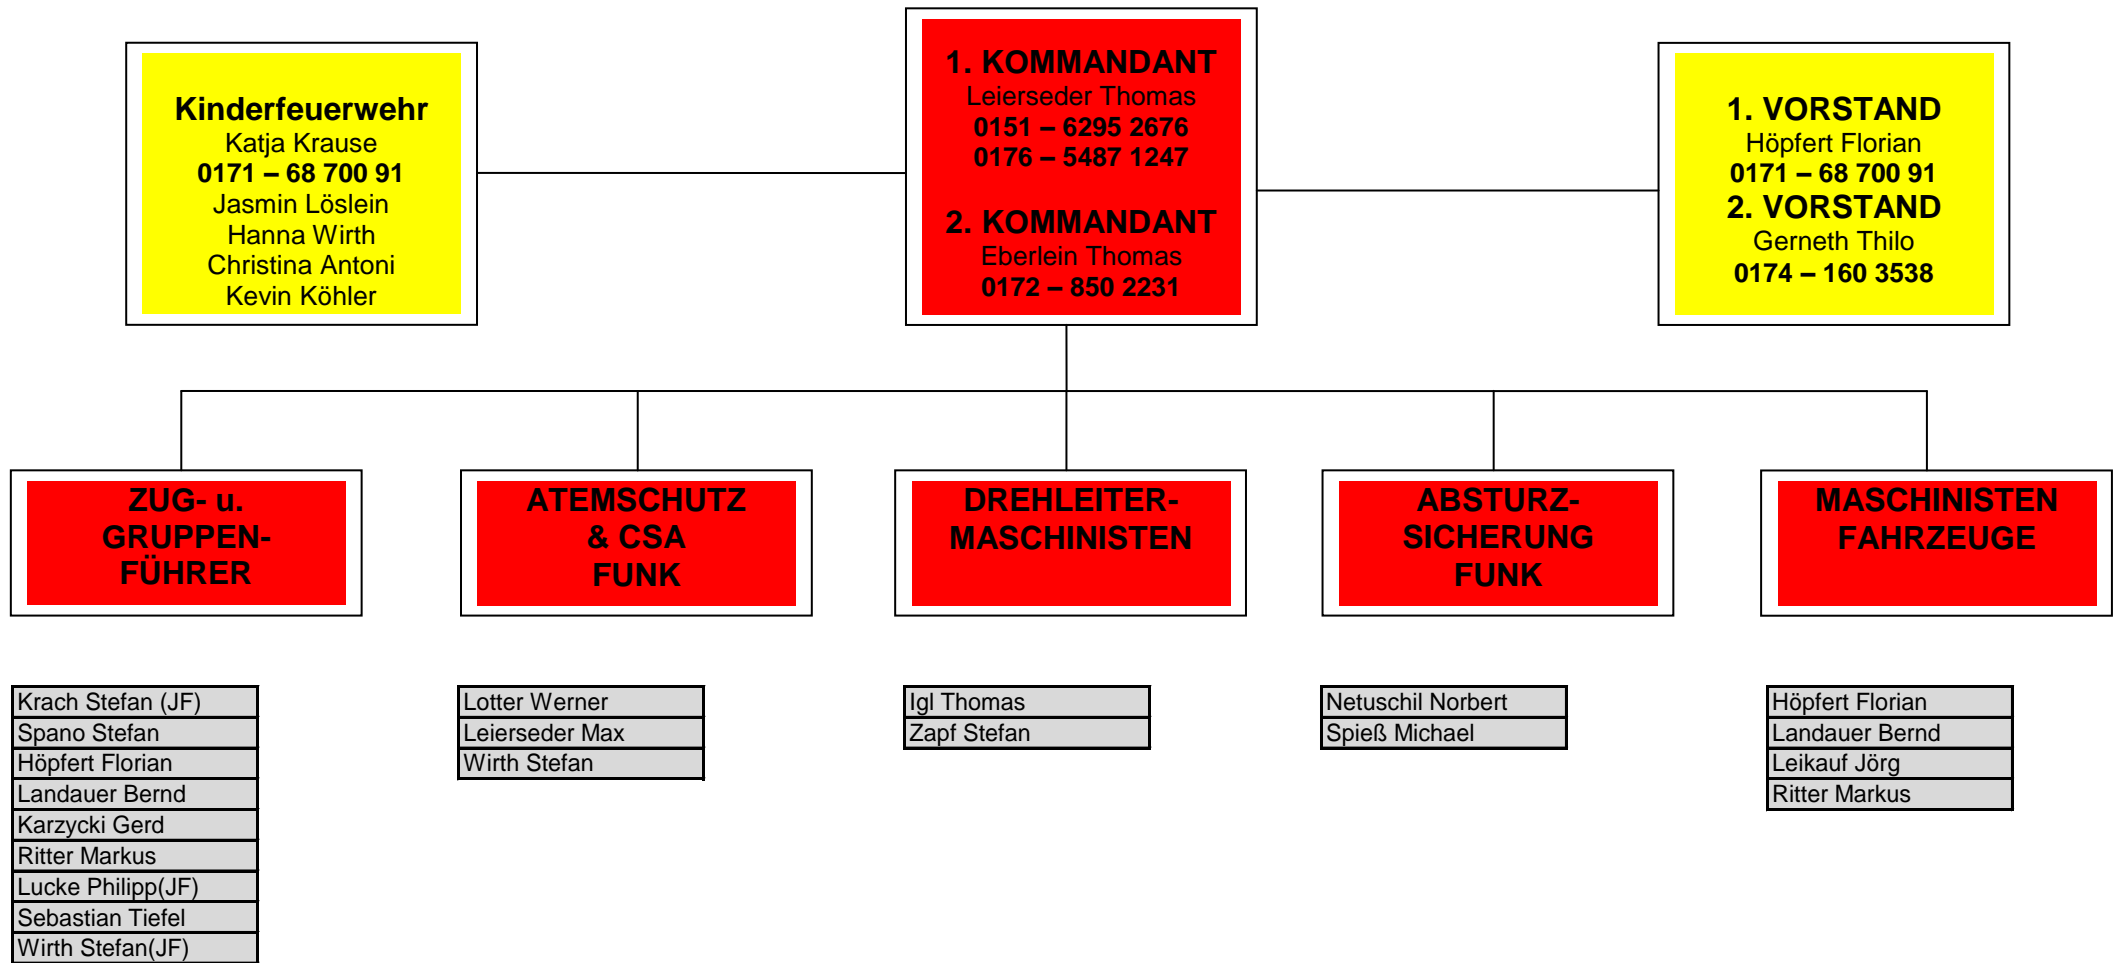 Kinderfeuerwehr
Katja Krause
0171 – 68 700 91
Jasmin Löslein
Hanna Wirth
Christina Antoni
Kevin Köhler
1. KOMMANDANT
Leierseder Thomas
0151 – 6295 2676
0176 – 5487 1247
2. KOMMANDANT
Eberlein Thomas
0172 – 850 2231
1. VORSTAND
Höpfert Florian
0171 – 68 700 91
2. VORSTAND
Gerneth Thilo
0174 – 160 3538
ZUG- u.
GRUPPEN-
FÜHRER
ATEMSCHUTZ
& CSA
FUNK
DREHLEITER-
MASCHINISTEN
ABSTURZ-
SICHERUNG
FUNK
MASCHINISTEN
FAHRZEUGE
Krach Stefan (JF)
Spano Stefan
Höpfert Florian
Landauer Bernd
Karzycki Gerd
Ritter Markus
Lucke Philipp(JF)
Sebastian Tiefel
Wirth Stefan(JF)
Lotter Werner
Leierseder Max
Wirth Stefan
Igl Thomas
Zapf Stefan
Netuschil Norbert
Spieß Michael
Höpfert Florian
Landauer Bernd
Leikauf Jörg
Ritter Markus